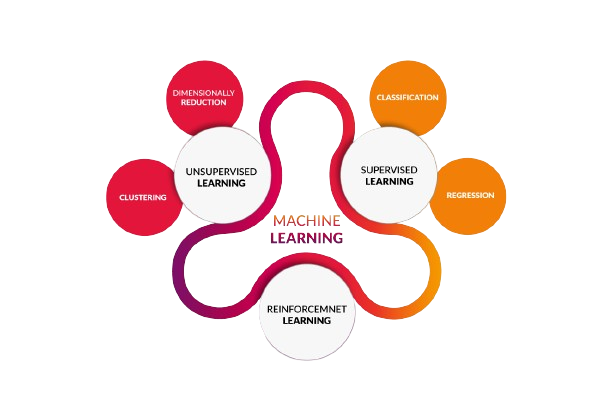 DIMENSIONALLY
REDUCTION
CLASSIFICATION
UNSUPERVISED
LEARNING
SUPERVISED
LEARNING
CLUSTERING
REGRESSION
MACHINE
LEARNING
REINFORCEMNET
LEARNING